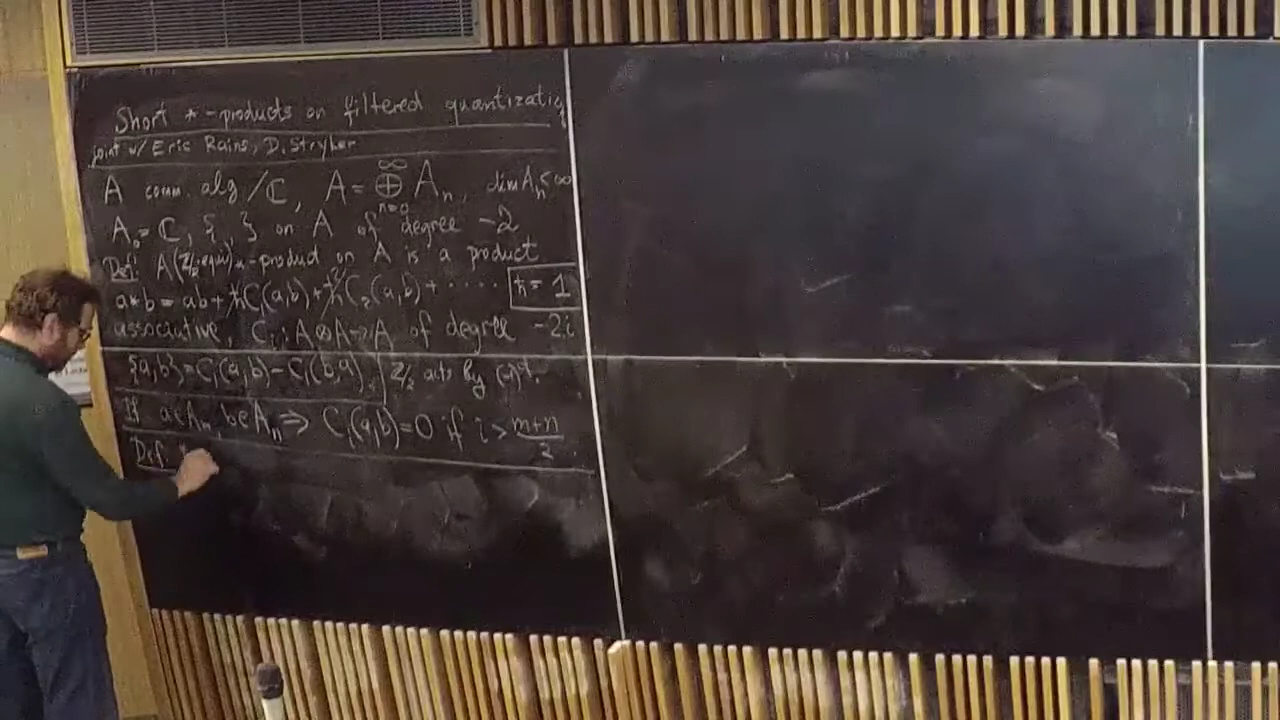 Short *-products on filtered quantizatio
joint w/ Eric Rains, D. Stryker
A comm. alg /ℂ, A = ⊕_{n=0}^{∞} A_n, dim A_n < ∞
A_0 = ℂ, { , } on A of degree -2
Def: A (ℤ/2-equiv) *-product on A is a product
a*b = ab + ħC_1(a,b) + ħ²C_2(a,b) + ..... ħ = 1
associative, C_i : A⊗A→A of degree -2i
{a,b} = C_1(a,b) - C_1(b,a). ℤ/2 acts by (-1)^d.
If a∈A_m, b∈A_n ⇒ C_i(a,b) = 0 if i > (m+n)/2
Def: